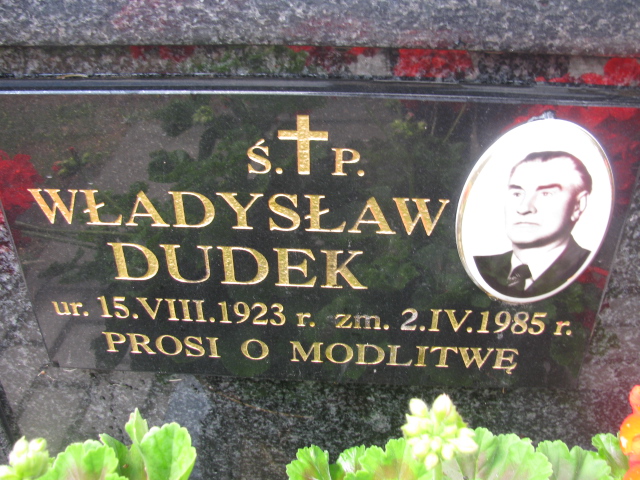 Ś. P.
WŁADYSŁAW
DUDEK
ur. 15.VIII.1923 r. zm. 2.IV.1985 r.
PROSI O MODLITWĘ